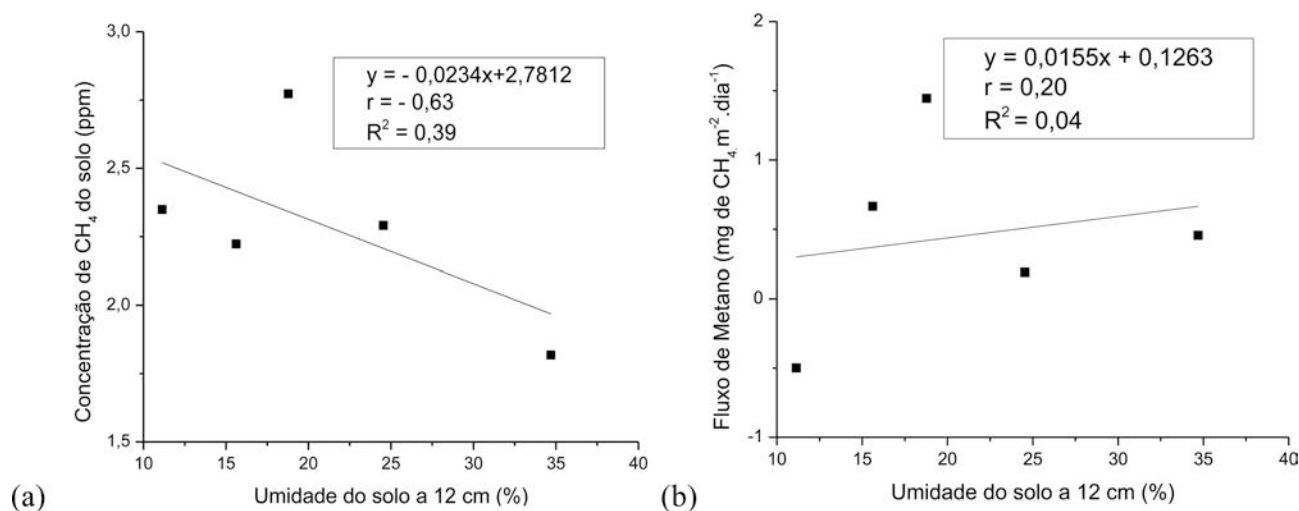 Concentração de CH₄ do solo (ppm)
3,0
2,5
2,0
1,5
y = - 0,0234x+2,7812
r = - 0,63
R² = 0,39
10 15 20 25 30 35 40
Umidade do solo a 12 cm (%)
(a)
Fluxo de Metano (mg de CH₄.m⁻².dia⁻¹)
2
1
0
-1
y = 0,0155x + 0,1263
r = 0,20
R² = 0,04
10 15 20 25 30 35 40
Umidade do solo a 12 cm (%)
(b)